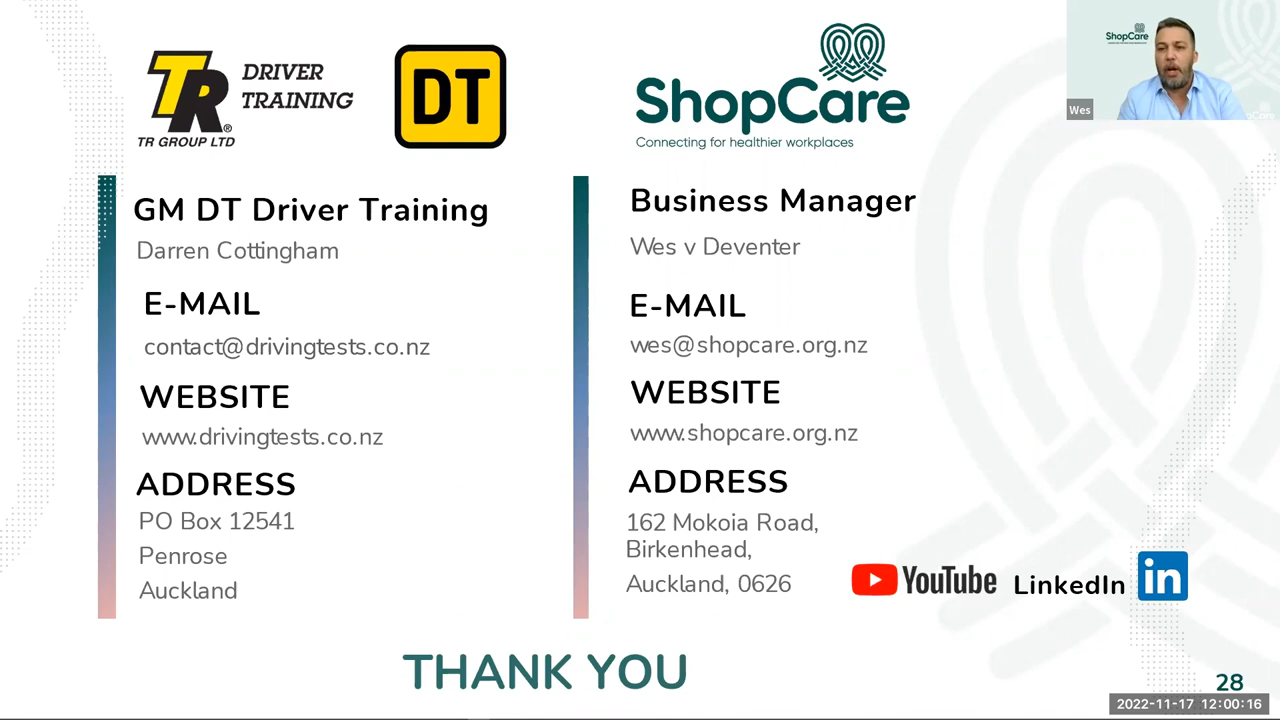 TR DRIVER
TRAINING
TR GROUP LTD
DT
ShopCare
Connecting for healthier workplaces
ShopCare
Wes
GM DT Driver Training
Darren Cottingham
E-MAIL
contact@drivingtests.co.nz
WEBSITE
www.drivingtests.co.nz
ADDRESS
PO Box 12541
Penrose
Auckland
Business Manager
Wes v Deventer
E-MAIL
wes@shopcare.org.nz
WEBSITE
www.shopcare.org.nz
ADDRESS
162 Mokoia Road,
Birkenhead,
Auckland, 0626
YouTube
LinkedIn in
THANK YOU
28
2022-11-17 12:00:16